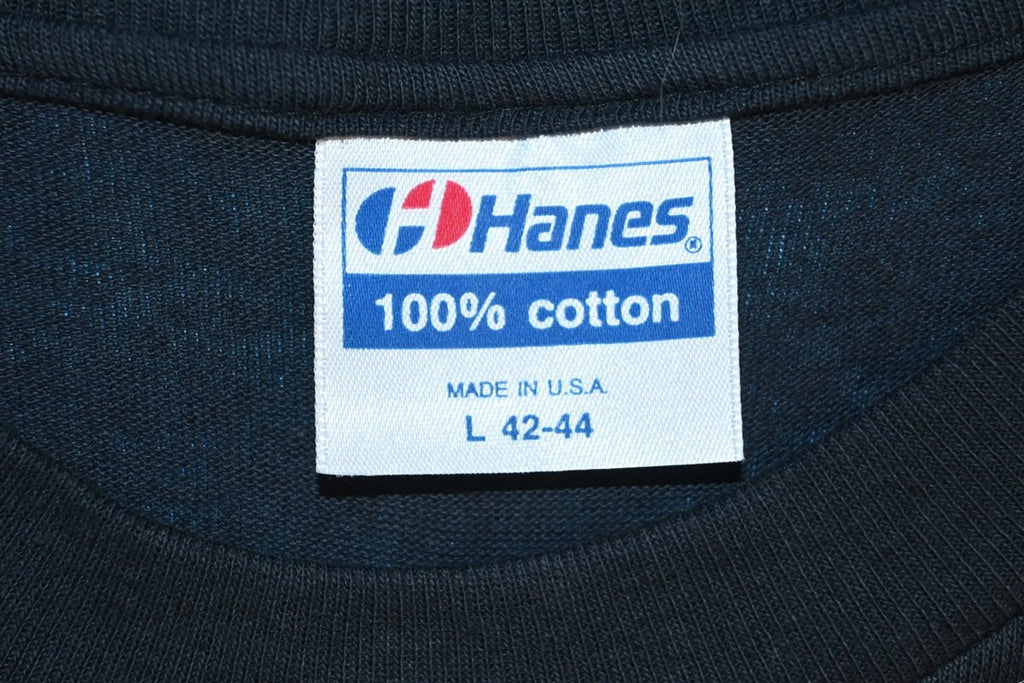 Hanes®
100% cotton
MADE IN U.S.A.
L 42-44